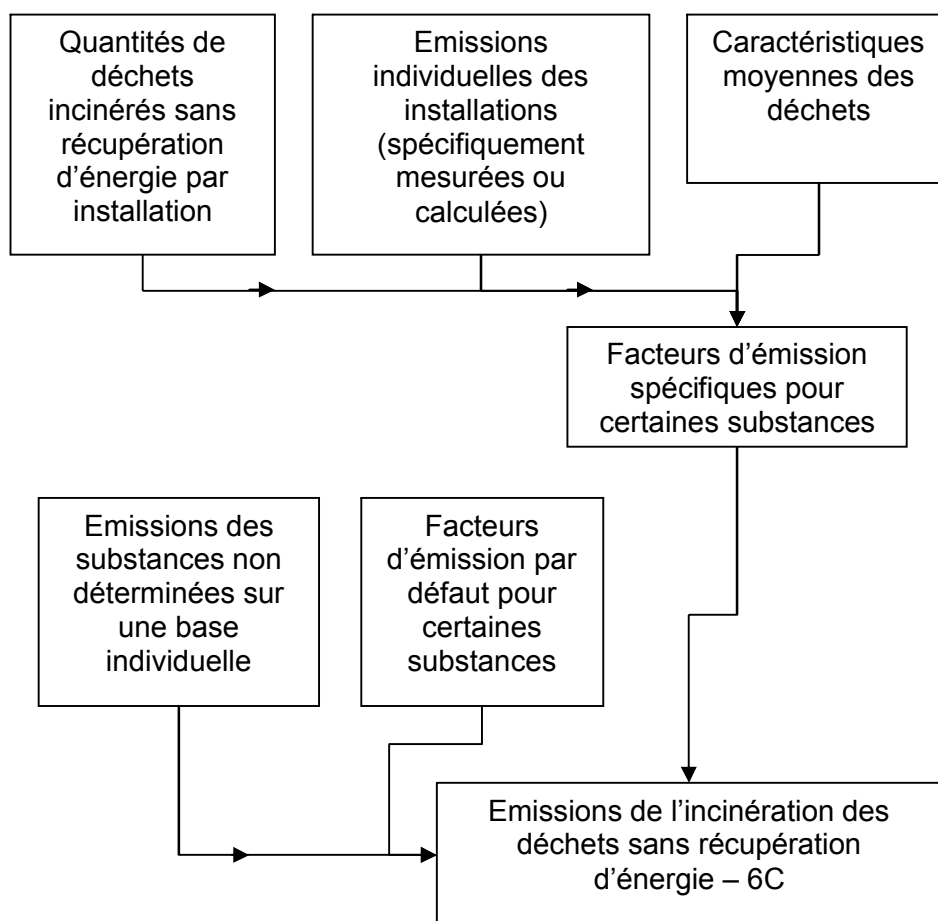 Quantités de
déchets
incinérés sans
récupération
d’énergie par
installation
Emissions
individuelles des
installations
(spécifiquement
mesurées ou
calculées)
Caractéristiques
moyennes des
déchets
Facteurs d’émission
spécifiques pour
certaines substances
Emissions des
substances non
déterminées sur
une base
individuelle
Facteurs
d’émission par
défaut pour
certaines
substances
Emissions de l’incinération des
déchets sans récupération
d’énergie – 6C